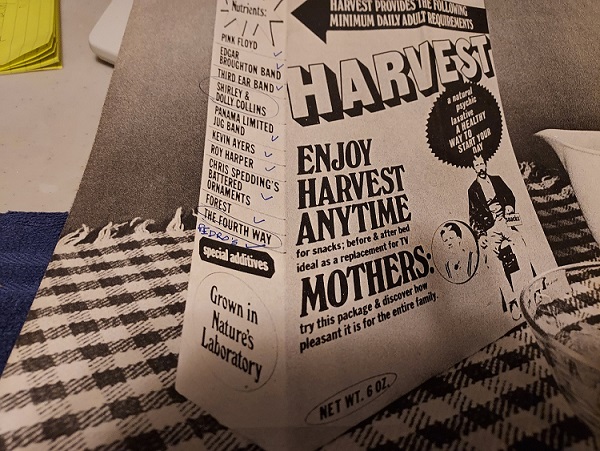 Nutrients:
PINK FLOYD
EDGAR
BROUGHTON BAND
THIRD EAR BAND
SHIRLEY &
DOLLY COLLINS
PANAMA LIMITED
JUG BAND
KEVIN AYERS
ROY HARPER
CHRIS SPEDDING'S
BATTERED
ORNAMENTS
FOREST
THE FOURTH WAY
special additives
Grown in
Nature's
Laboratory
HARVEST PROVIDES THE FOLLOWING
MINIMUM DAILY ADULT REQUIREMENTS
HARVEST
a natural
psychic
laxative
A HEALTHY
WAY TO
START YOUR
DAY
ENJOY
HARVEST
ANYTIME
for snacks; before & after bed
ideal as a replacement for TV
MOTHERS:
try this package & discover how
pleasant it is for the entire family.
NET WT. 6 OZ.